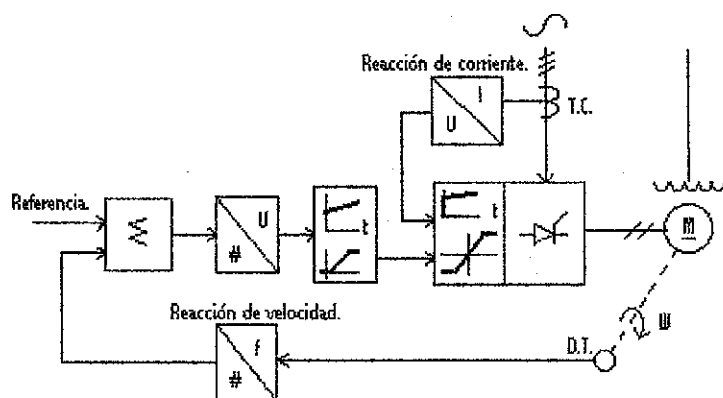 Reacción de corriente.
I
U
T.C.
Referencia.
U
#
t
t
M
Reacción de velocidad.
f
#
D.T.
W